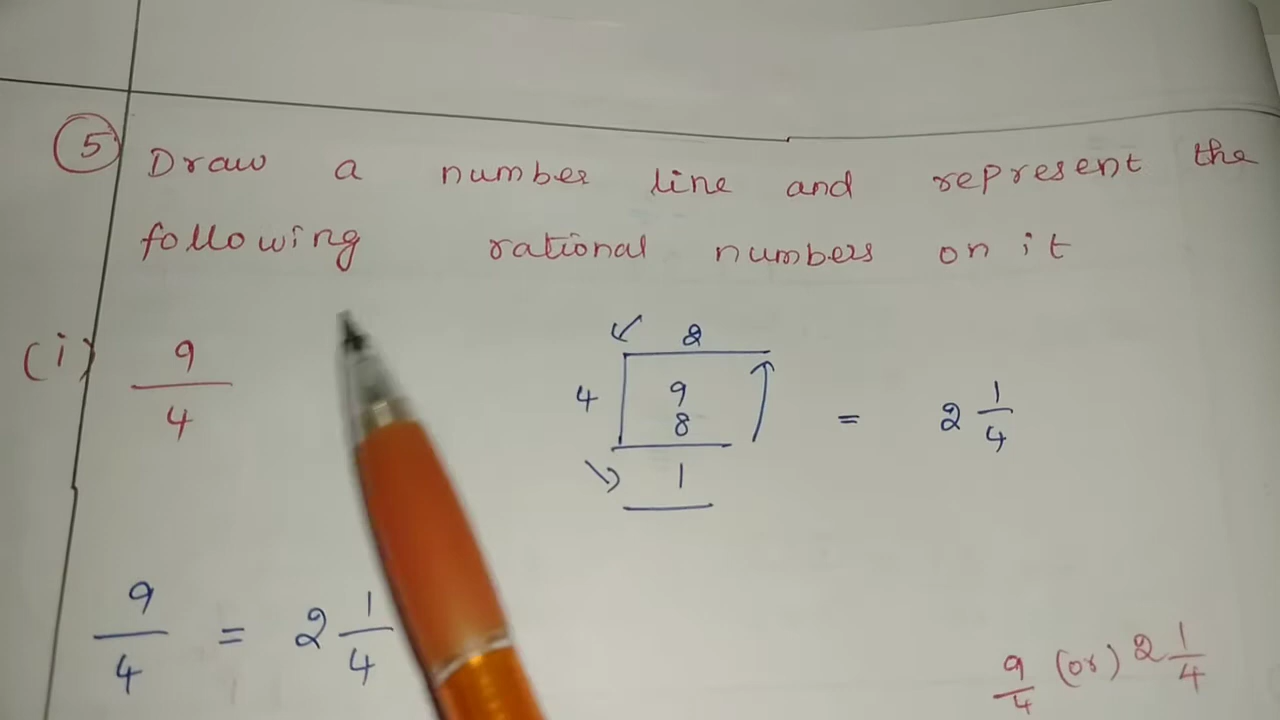 5 Draw a number line and represent the
following rational numbers on it
(i) 9/4
2
4 9 = 2 1/4
8
1
9/4 = 2 1/4
9/4 (or) 2 1/4